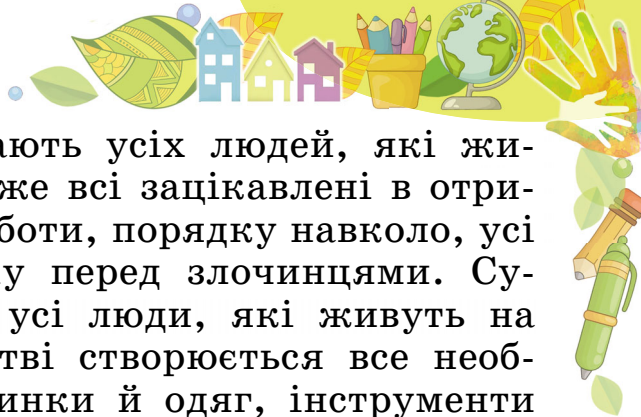 ають усіх людей, які жи-
же всі зацікавлені в отри-
боти, порядку навколо, усі
у перед злочинцями. Су-
усі люди, які живуть на
тві створюється все необ-
инки й одяг, інструменти